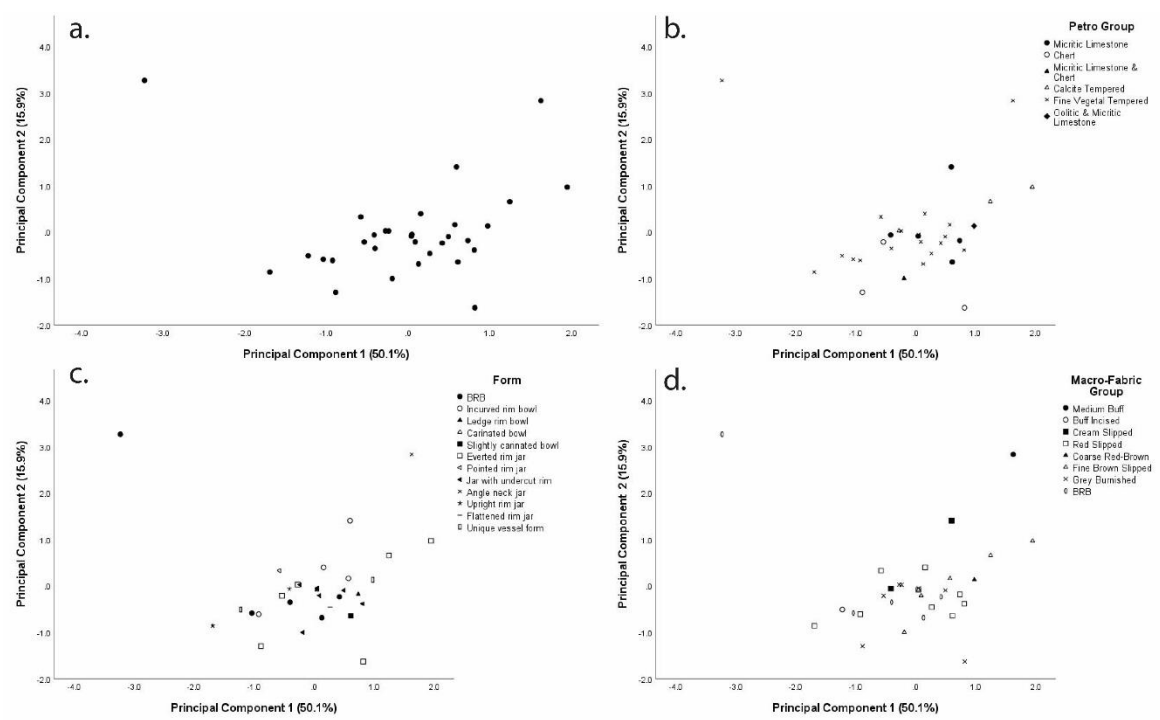 a.
4.0
3.0
2.0
1.0
.0
-1.0
-2.0
Principal Component 2 (15.9%)
-4.0
-3.0
-2.0
-1.0
.0
1.0
2.0
Principal Component 1 (50.1%)
b.
Petro Group
Micritic Limestone
Chert
Micritic Limestone &
Chert
Calcite Tempered
Fine Vegetal Tempered
Oolitic & Micritic
Limestone
4.0
3.0
2.0
1.0
.0
-1.0
-2.0
Principal Component 2 (15.9%)
-4.0
-3.0
-2.0
-1.0
.0
1.0
2.0
Principal Component 1 (50.1%)
c.
Form
BRB
Incurved rim bowl
Ledge rim bowl
Carinated bowl
Slightly carinated bowl
Everted rim jar
Pointed rim jar
Jar with undercut rim
Angle neck jar
Upright rim jar
Flattened rim jar
Unique vessel form
4.0
3.0
2.0
1.0
.0
-1.0
-2.0
Principal Component 2 (15.9%)
-4.0
-3.0
-2.0
-1.0
.0
1.0
2.0
Principal Component 1 (50.1%)
d.
Macro-Fabric
Group
Medium Buff
Buff Incised
Cream Slipped
Red Slipped
Coarse Red-Brown
Fine Brown Slipped
Grey Burnished
BRB
4.0
3.0
2.0
1.0
.0
-1.0
-2.0
Principal Component 2 (15.9%)
-4.0
-3.0
-2.0
-1.0
.0
1.0
2.0
Principal Component 1 (50.1%)